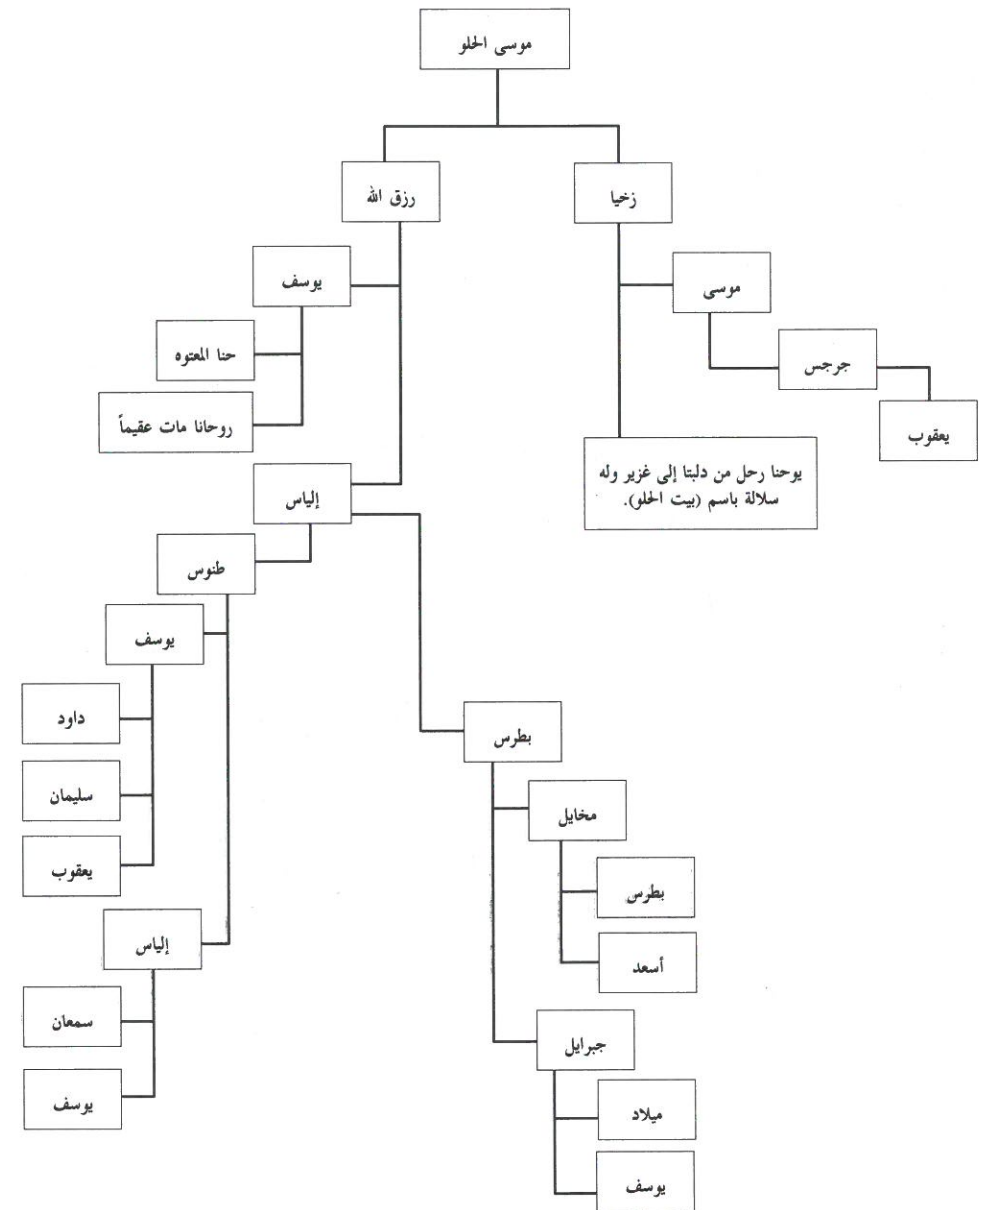 موسى الحلو
رزق الله
زخيا
يوسف
موسى
حنا المعتوه
جرجس
روحانا مات عقيماً
يعقوب
يوحنا رحل من دلبتا إلى غزير وله
سلالة باسم (بيت الحلو).
إلياس
طنوس
يوسف
داود
بطرس
سليمان
مخايل
يعقوب
بطرس
إلياس
أسعد
سمعان
جبرايل
يوسف
ميلاد
يوسف